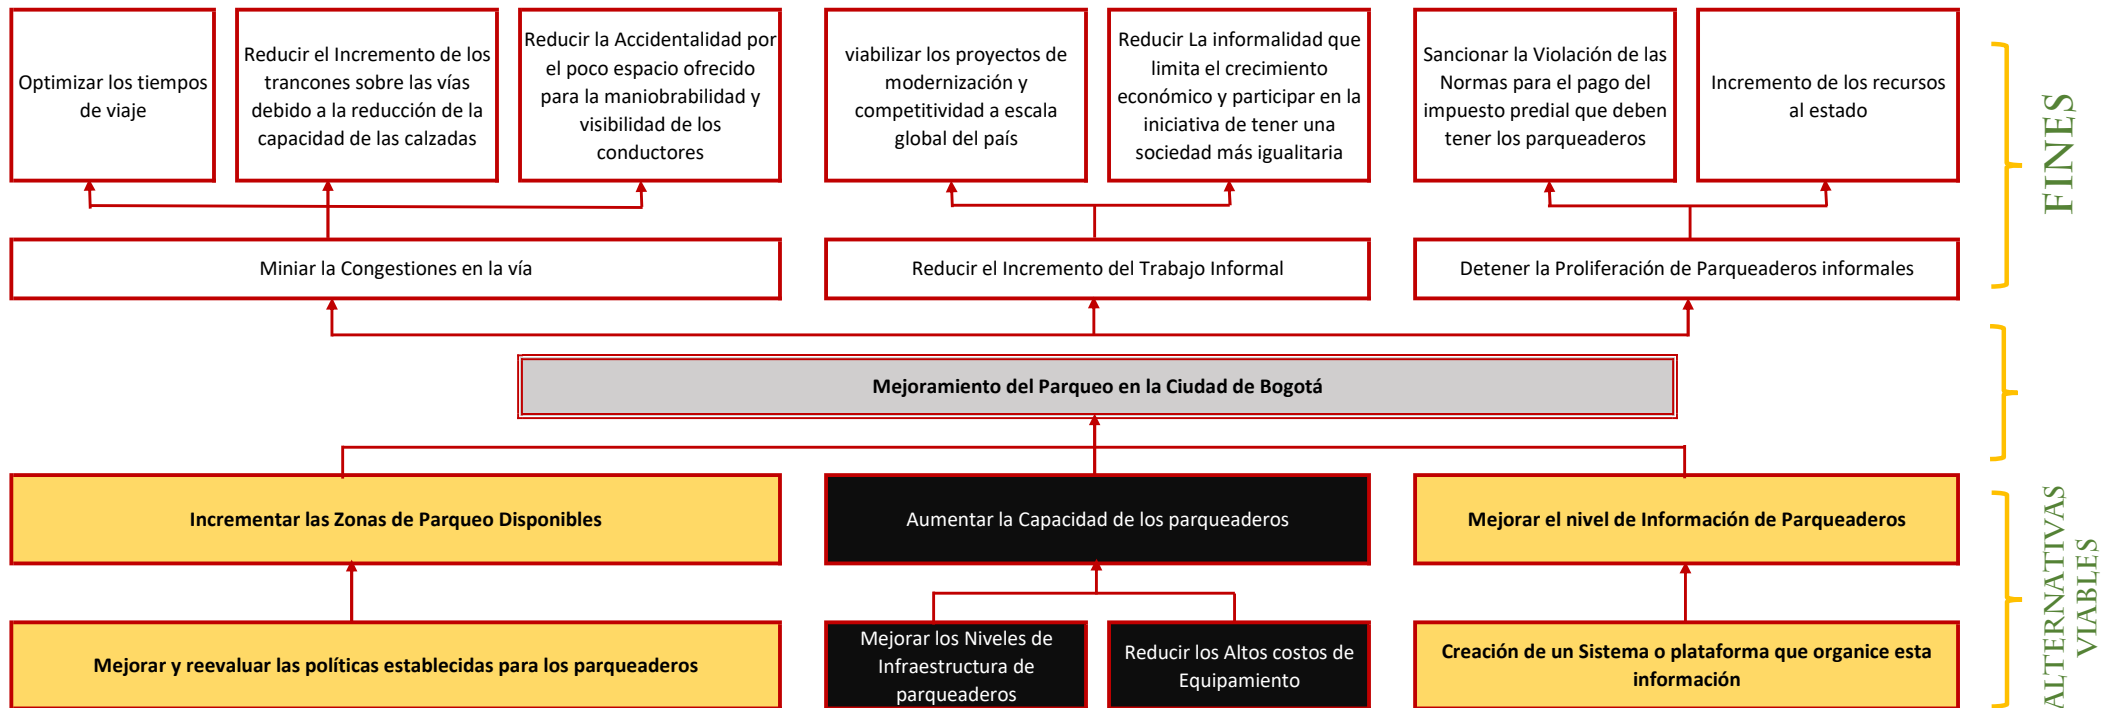 Optimizar los tiempos
de viaje
Reducir el Incremento de los
trancones sobre las vías
debido a la reducción de la
capacidad de las calzadas
Reducir la Accidentalidad por
el poco espacio ofrecido
para la maniobrabilidad y
visibilidad de los
conductores
viabilizar los proyectos de
modernización y
competitividad a escala
global del país
Reducir La informalidad que
limita el crecimiento
económico y participar en la
iniciativa de tener una
sociedad más igualitaria
Sancionar la Violación de las
Normas para el pago del
impuesto predial que deben
tener los parqueaderos
Incremento de los recursos
al estado
FINES
Miniar la Congestiones en la vía
Reducir el Incremento del Trabajo Informal
Detener la Proliferación de Parqueaderos informales
Mejoramiento del Parqueo en la Ciudad de Bogotá
Incrementar las Zonas de Parqueo Disponibles
Aumentar la Capacidad de los parqueaderos
Mejorar el nivel de Información de Parqueaderos
ALTERNATIVAS
VIABLES
Mejorar y reevaluar las políticas establecidas para los parqueaderos
Mejorar los Niveles de
Infraestructura de
parqueaderos
Reducir los Altos costos de
Equipamiento
Creación de un Sistema o plataforma que organice esta
información